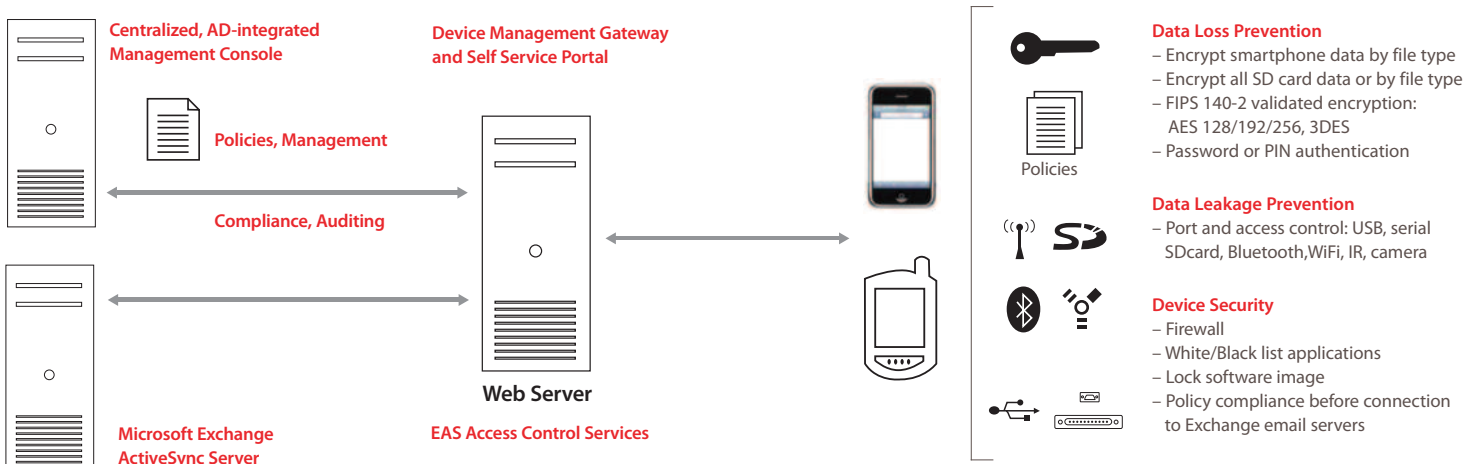 Centralized, AD-integrated
Management Console
Policies, Management
Compliance, Auditing
Microsoft Exchange
ActiveSync Server
Device Management Gateway
and Self Service Portal
Web Server
EAS Access Control Services
Policies
Data Loss Prevention
– Encrypt smartphone data by file type
– Encrypt all SD card data or by file type
– FIPS 140-2 validated encryption:
AES 128/192/256, 3DES
– Password or PIN authentication
Data Leakage Prevention
– Port and access control: USB, serial
SDcard, Bluetooth,WiFi, IR, camera
Device Security
– Firewall
– White/Black list applications
– Lock software image
– Policy compliance before connection
to Exchange email servers
SD